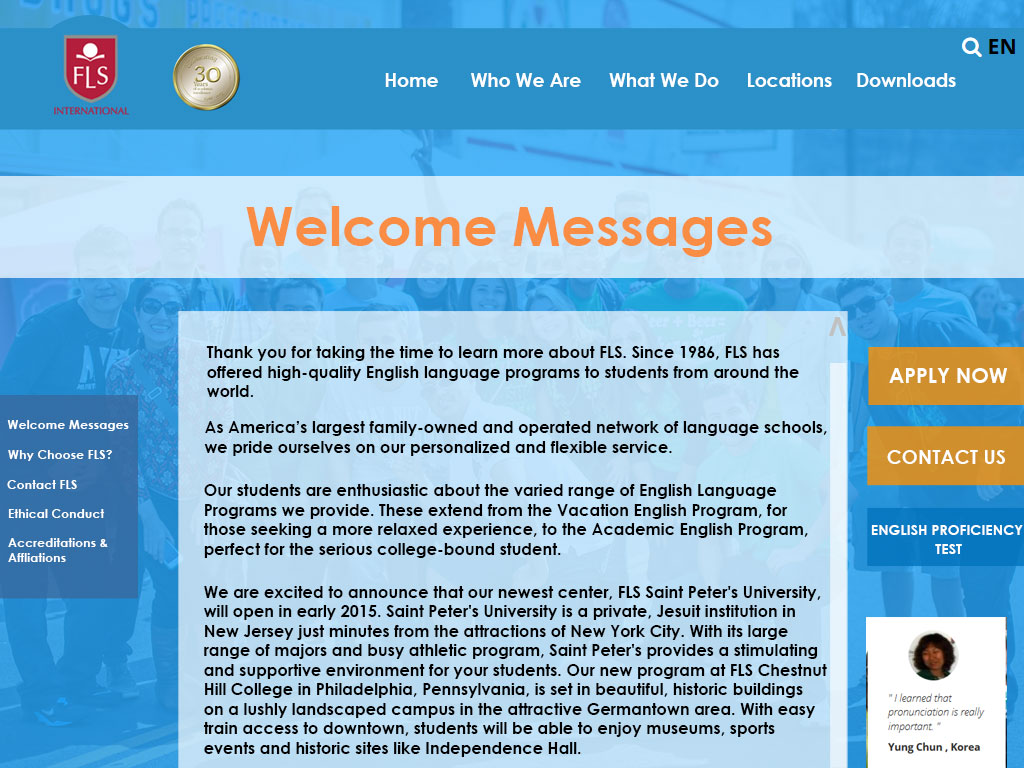 DRUGS
EN
FLS
INTERNATIONAL
30
Years
Home
Who We Are
What We Do
Locations
Downloads
Welcome Messages
Thank you for taking the time to learn more about FLS. Since 1986, FLS has
offered high-quality English language programs to students from around the
world.
As America's largest family-owned and operated network of language schools,
we pride ourselves on our personalized and flexible service.
Our students are enthusiastic about the varied range of English Language
Programs we provide. These extend from the Vacation English Program, for
those seeking a more relaxed experience, to the Academic English Program,
perfect for the serious college-bound student.
We are excited to announce that our newest center, FLS Saint Peter's University,
will open in early 2015. Saint Peter's University is a private, Jesuit institution in
New Jersey just minutes from the attractions of New York City. With its large
range of majors and busy athletic program, Saint Peter's provides a stimulating
and supportive environment for your students. Our new program at FLS Chestnut
Hill College in Philadelphia, Pennsylvania, is set in beautiful, historic buildings
on a lushly landscaped campus in the attractive Germantown area. With easy
train access to downtown, students will be able to enjoy museums, sports
events and historic sites like Independence Hall.
Welcome Messages
Why Choose FLS?
Contact FLS
Ethical Conduct
Accreditations &
Affliations
APPLY NOW
CONTACT US
ENGLISH PROFICIENCY
TEST
" I learned that
pronunciation is really
important. "
Yung Chun , Korea